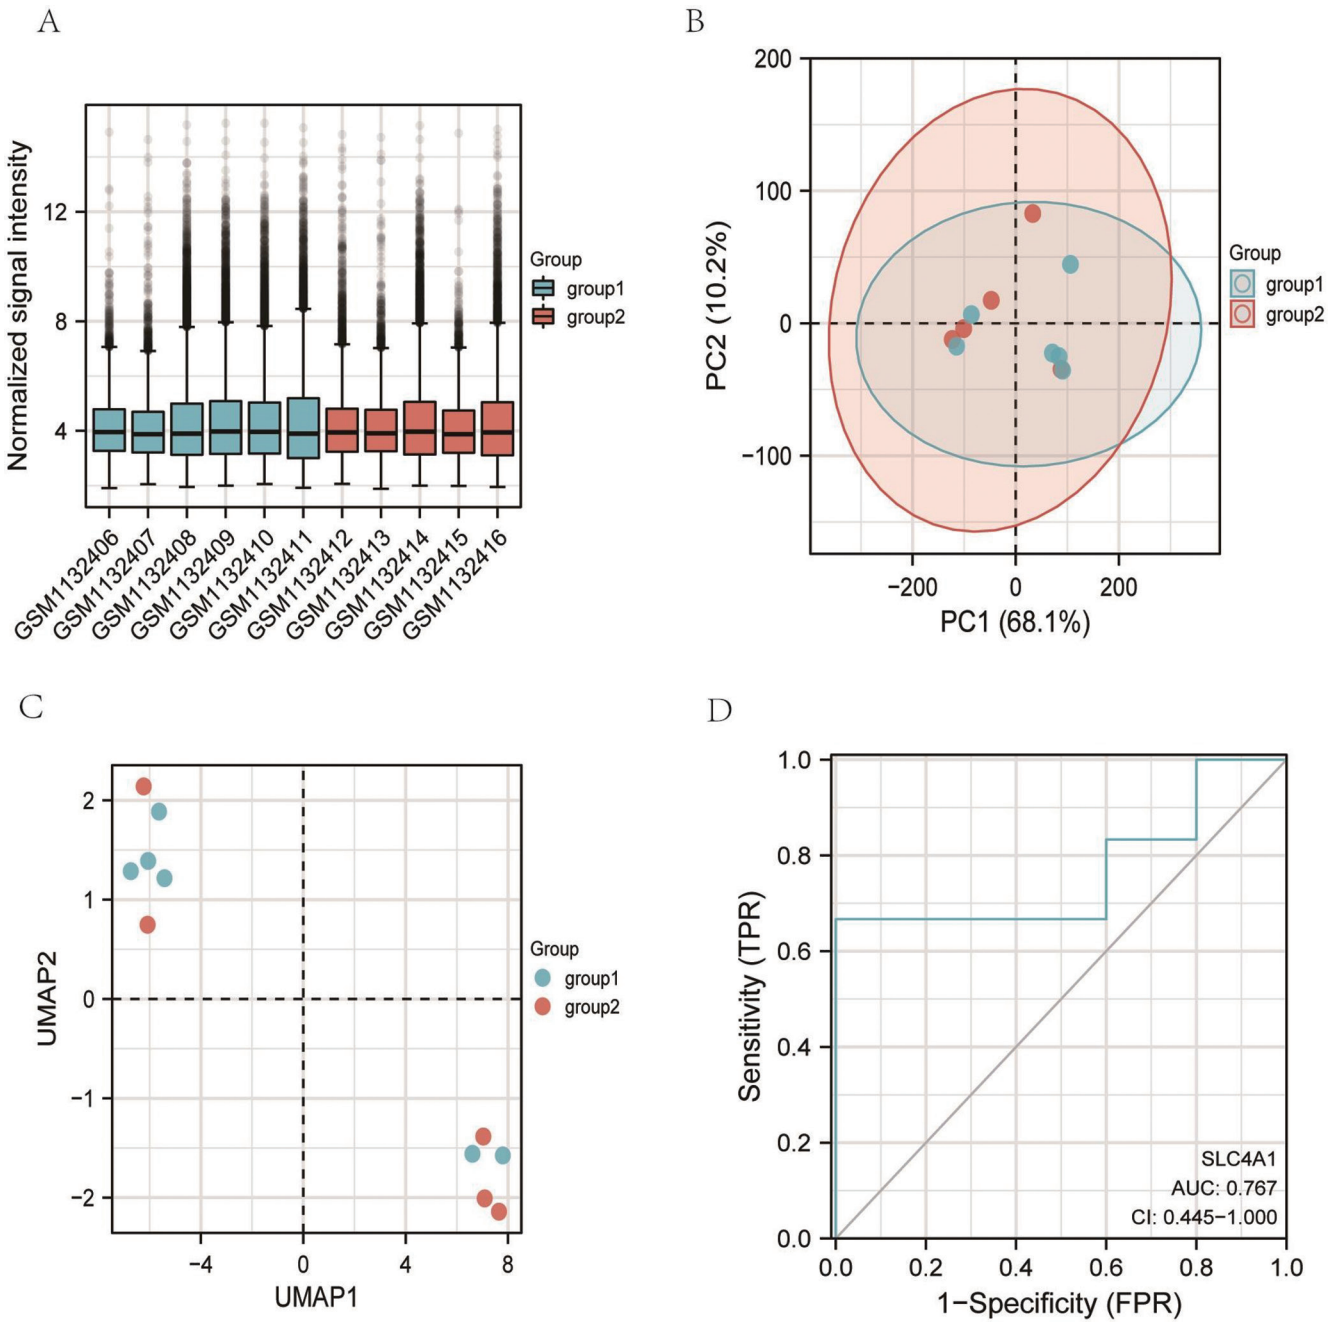 A
Normalized signal intensity
12
8
4
GSM1132406
GSM1132407
GSM1132408
GSM1132409
GSM1132410
GSM1132411
GSM1132412
GSM1132413
GSM1132414
GSM1132415
GSM1132416
Group
group1
group2
B
PC2 (10.2%)
200
100
0
−100
−200
0
200
PC1 (68.1%)
Group
group1
group2
C
UMAP2
2
1
0
−1
−2
−4
0
4
8
UMAP1
Group
group1
group2
D
Sensitivity (TPR)
1.0
0.8
0.6
0.4
0.2
0.0
SLC4A1
AUC: 0.767
CI: 0.445−1.000
0.0
0.2
0.4
0.6
0.8
1.0
1−Specificity (FPR)